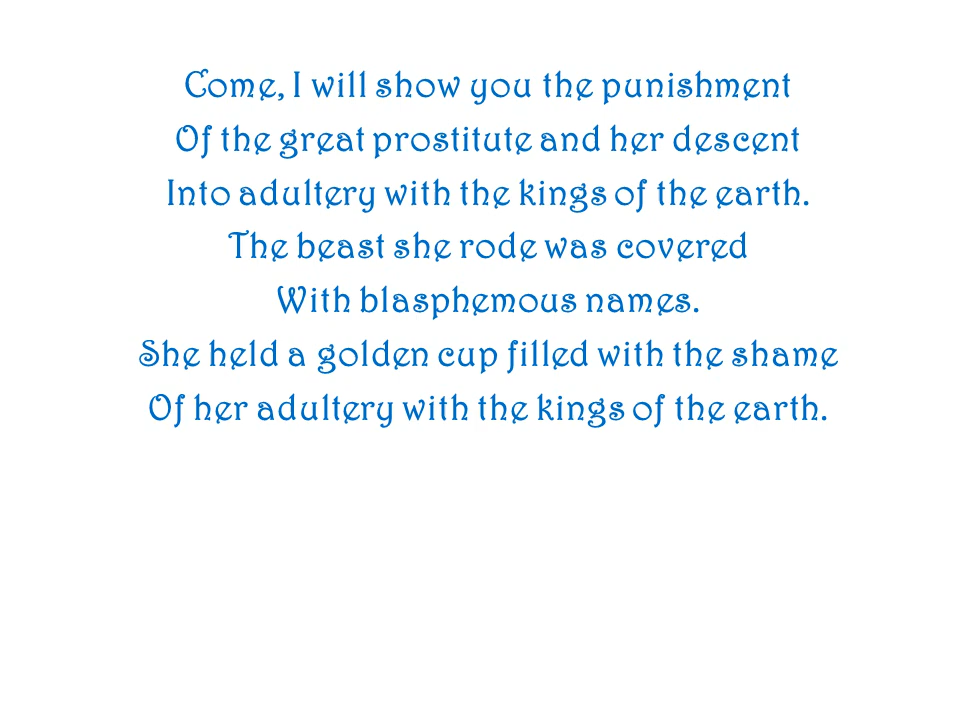 Come, I will show you the punishment
Of the great prostitute and her descent
Into adultery with the kings of the earth.
The beast she rode was covered
With blasphemous names.
She held a golden cup filled with the shame
Of her adultery with the kings of the earth.